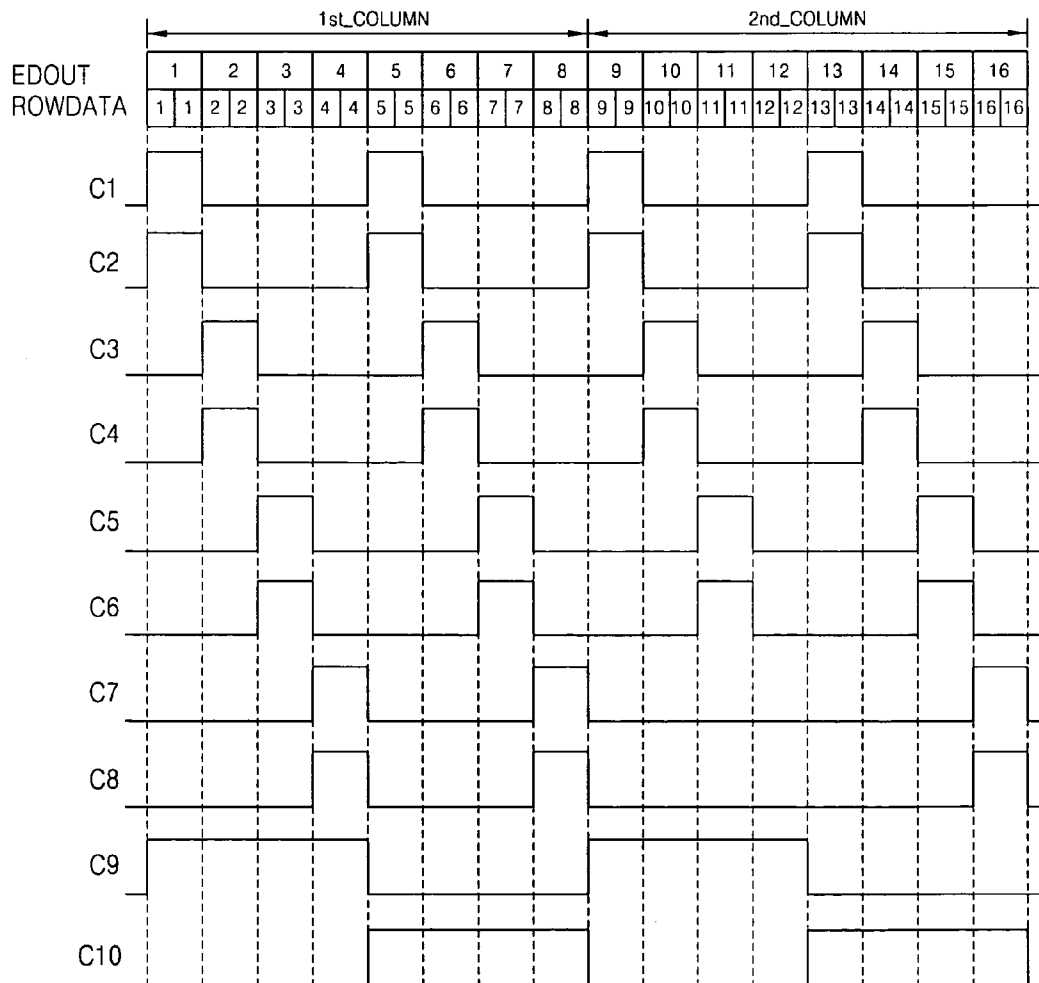 1st_COLUMN 2nd_COLUMN
EDOUT 1 2 3 4 5 6 7 8 9 10 11 12 13 14 15 16
ROWDATA 1 1 2 2 3 3 4 4 5 5 6 6 7 7 8 8 9 9 10 10 11 11 12 12 13 13 14 14 15 15 16 16
C1
C2
C3
C4
C5
C6
C7
C8
C9
C10